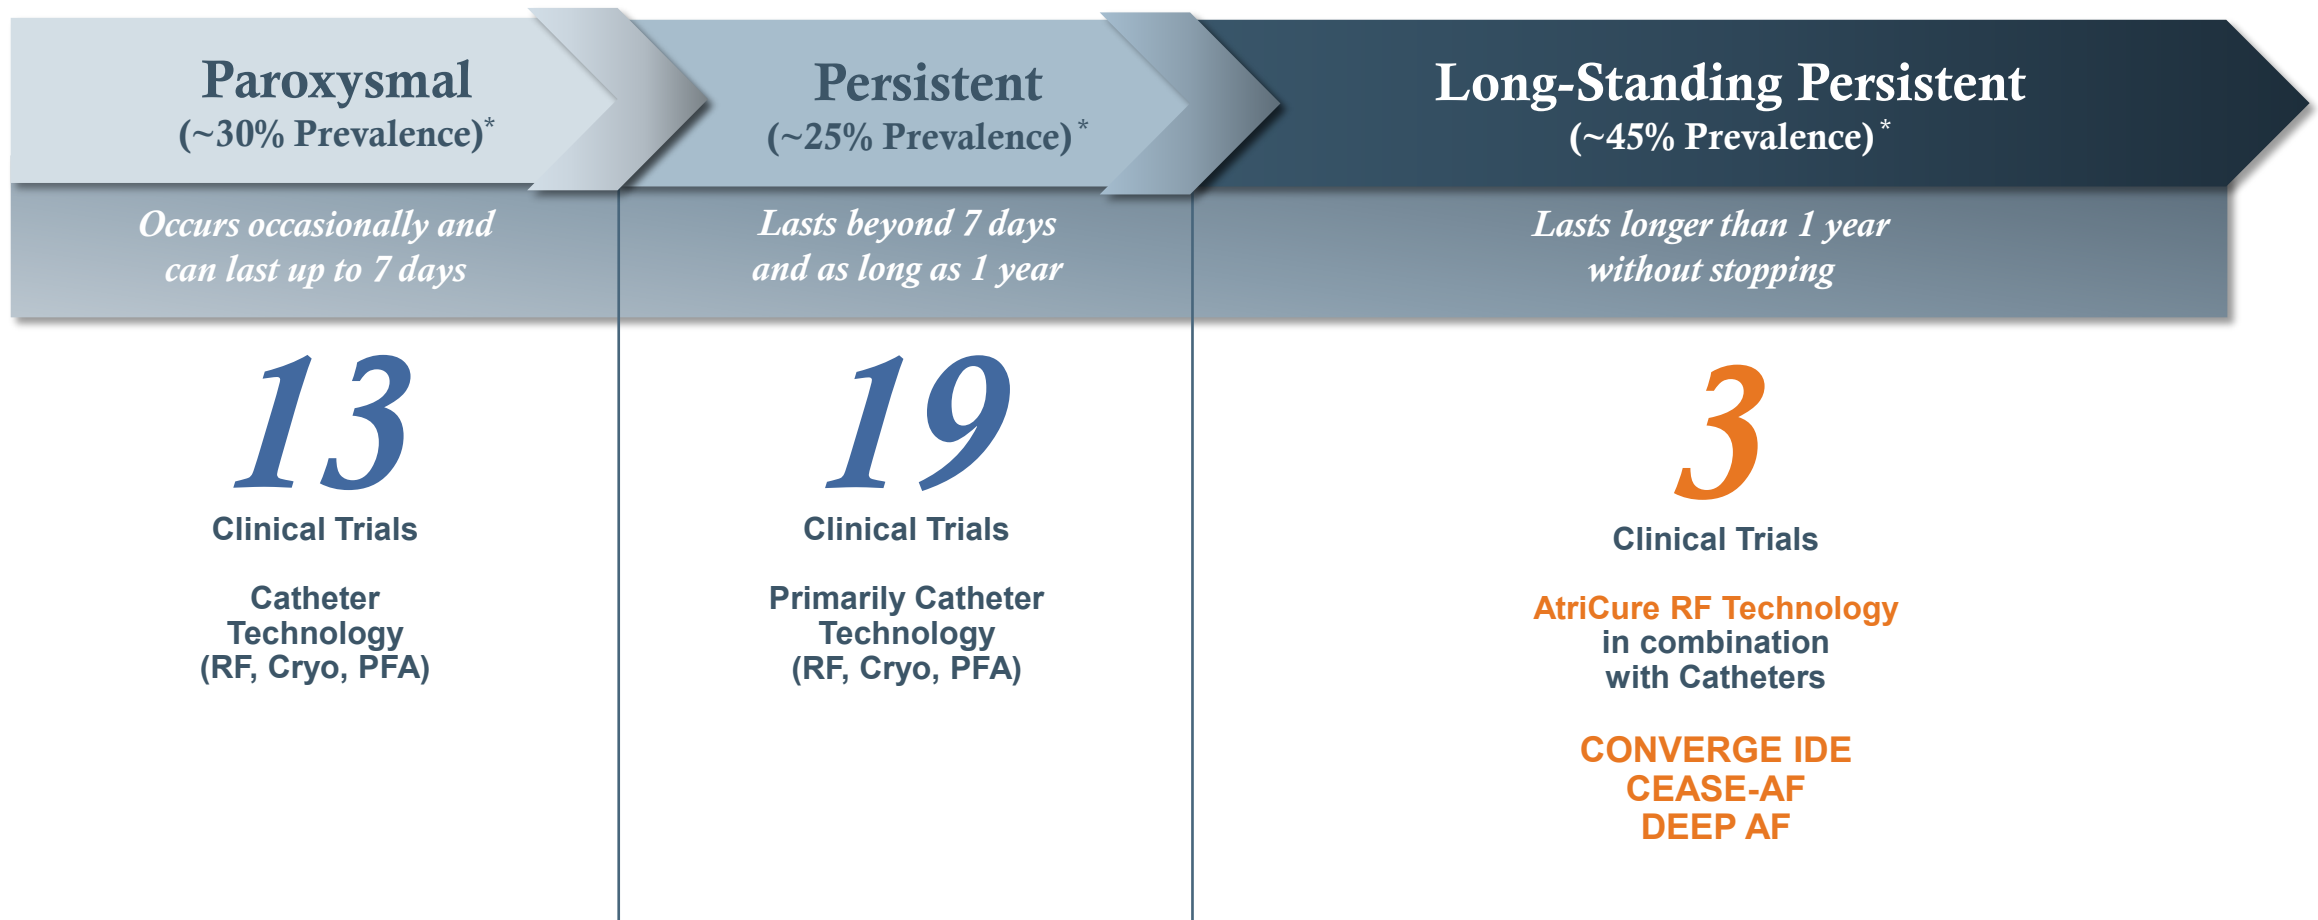 Paroxysmal
(~30% Prevalence)*
Occurs occasionally and
can last up to 7 days
13
Clinical Trials
Catheter
Technology
(RF, Cryo, PFA)
Persistent
(~25% Prevalence) *
Lasts beyond 7 days
and as long as 1 year
19
Clinical Trials
Primarily Catheter
Technology
(RF, Cryo, PFA)
Long-Standing Persistent
(~45% Prevalence) *
Lasts longer than 1 year
without stopping
3
Clinical Trials
AtriCure RF Technology
in combination
with Catheters
CONVERGE IDE
CEASE-AF
DEEP AF